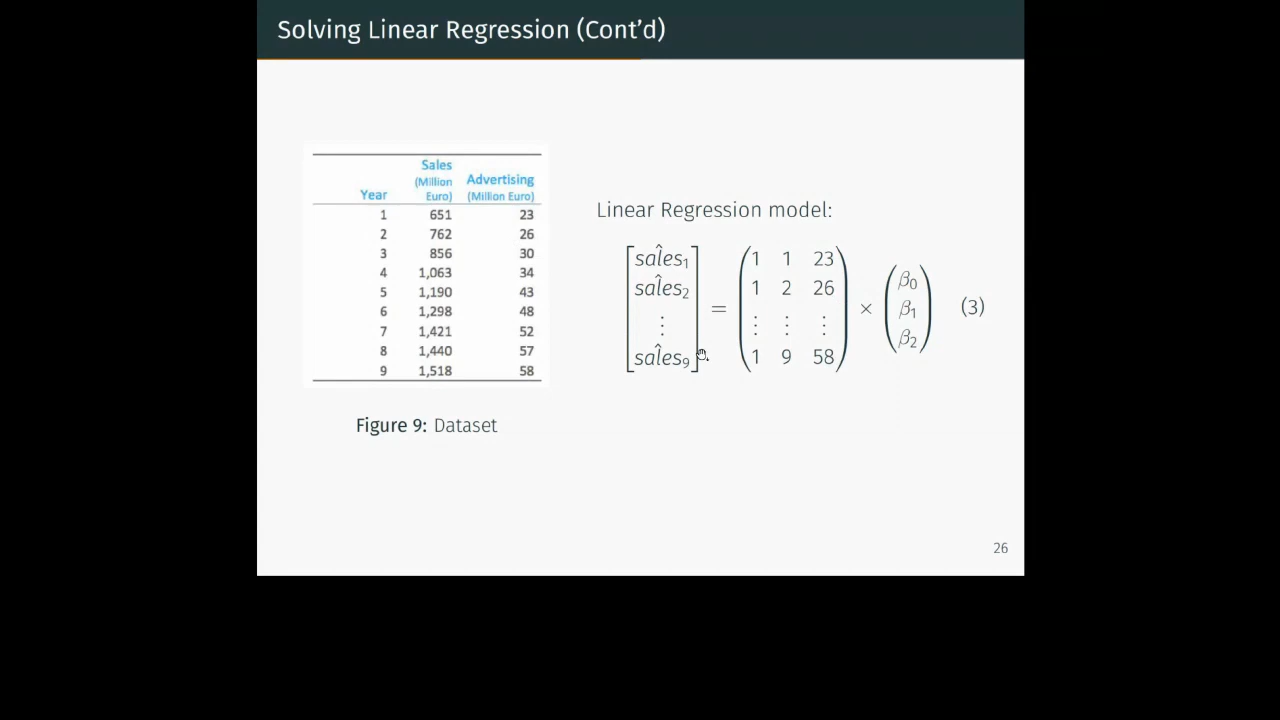 Solving Linear Regression (Cont'd)
Sales
(Million Advertising
Year Euro) (Million Euro)
1 651 23
2 762 26
3 856 30
4 1,063 34
5 1,190 43
6 1,298 48
7 1,421 52
8 1,440 57
9 1,518 58
Figure 9: Dataset
Linear Regression model:
[saleŝ₁ saleŝ₂ ⋮ saleŝ₉] = (1 1 23
1 2 26
⋮ ⋮ ⋮
1 9 58) × (β₀ β₁ β₂) (3)
26